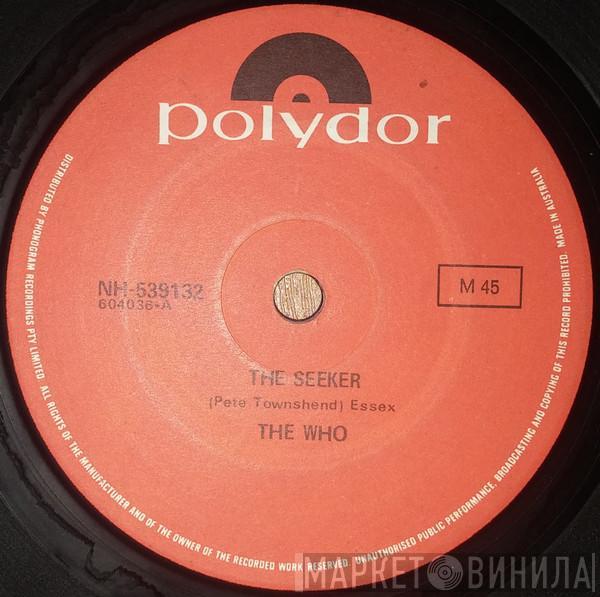 polydor
NH-539132
604036-A
M 45
THE SEEKER
(Pete Townshend) Essex
THE WHO
DISTRIBUTED BY PHONOGRAM RECORDINGS PTY LIMITED. ALL RIGHTS OF THE MANUFACTURER AND OF THE OWNER OF THE RECORDED WORK RESERVED. UNAUTHORISED PUBLIC PERFORMANCE, BROADCASTING AND COPYING OF THIS RECORD PROHIBITED. MADE IN AUSTRALIA
МАРКЕТ ВИНИЛА